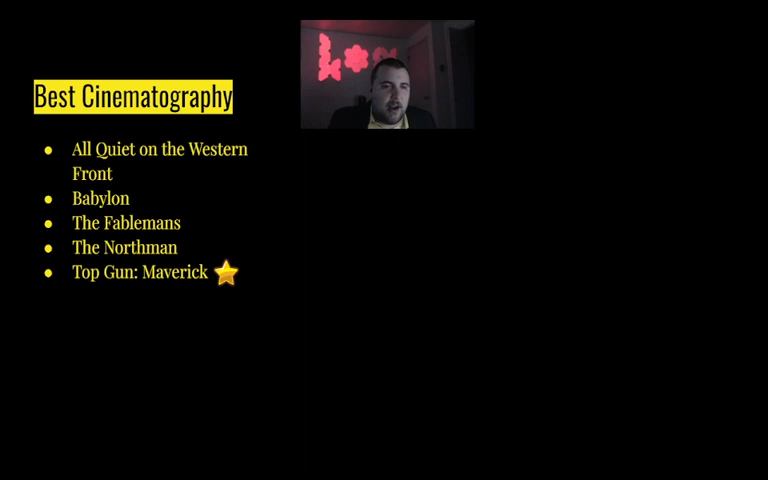 Best Cinematography
All Quiet on the Western
Front
Babylon
The Fablemans
The Northman
Top Gun: Maverick